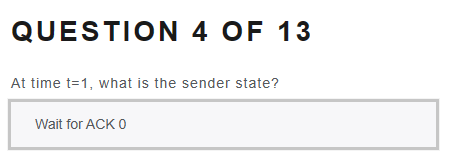 QUESTION 4 OF 13
At time t=1, what is the sender state?
Wait for ACK 0